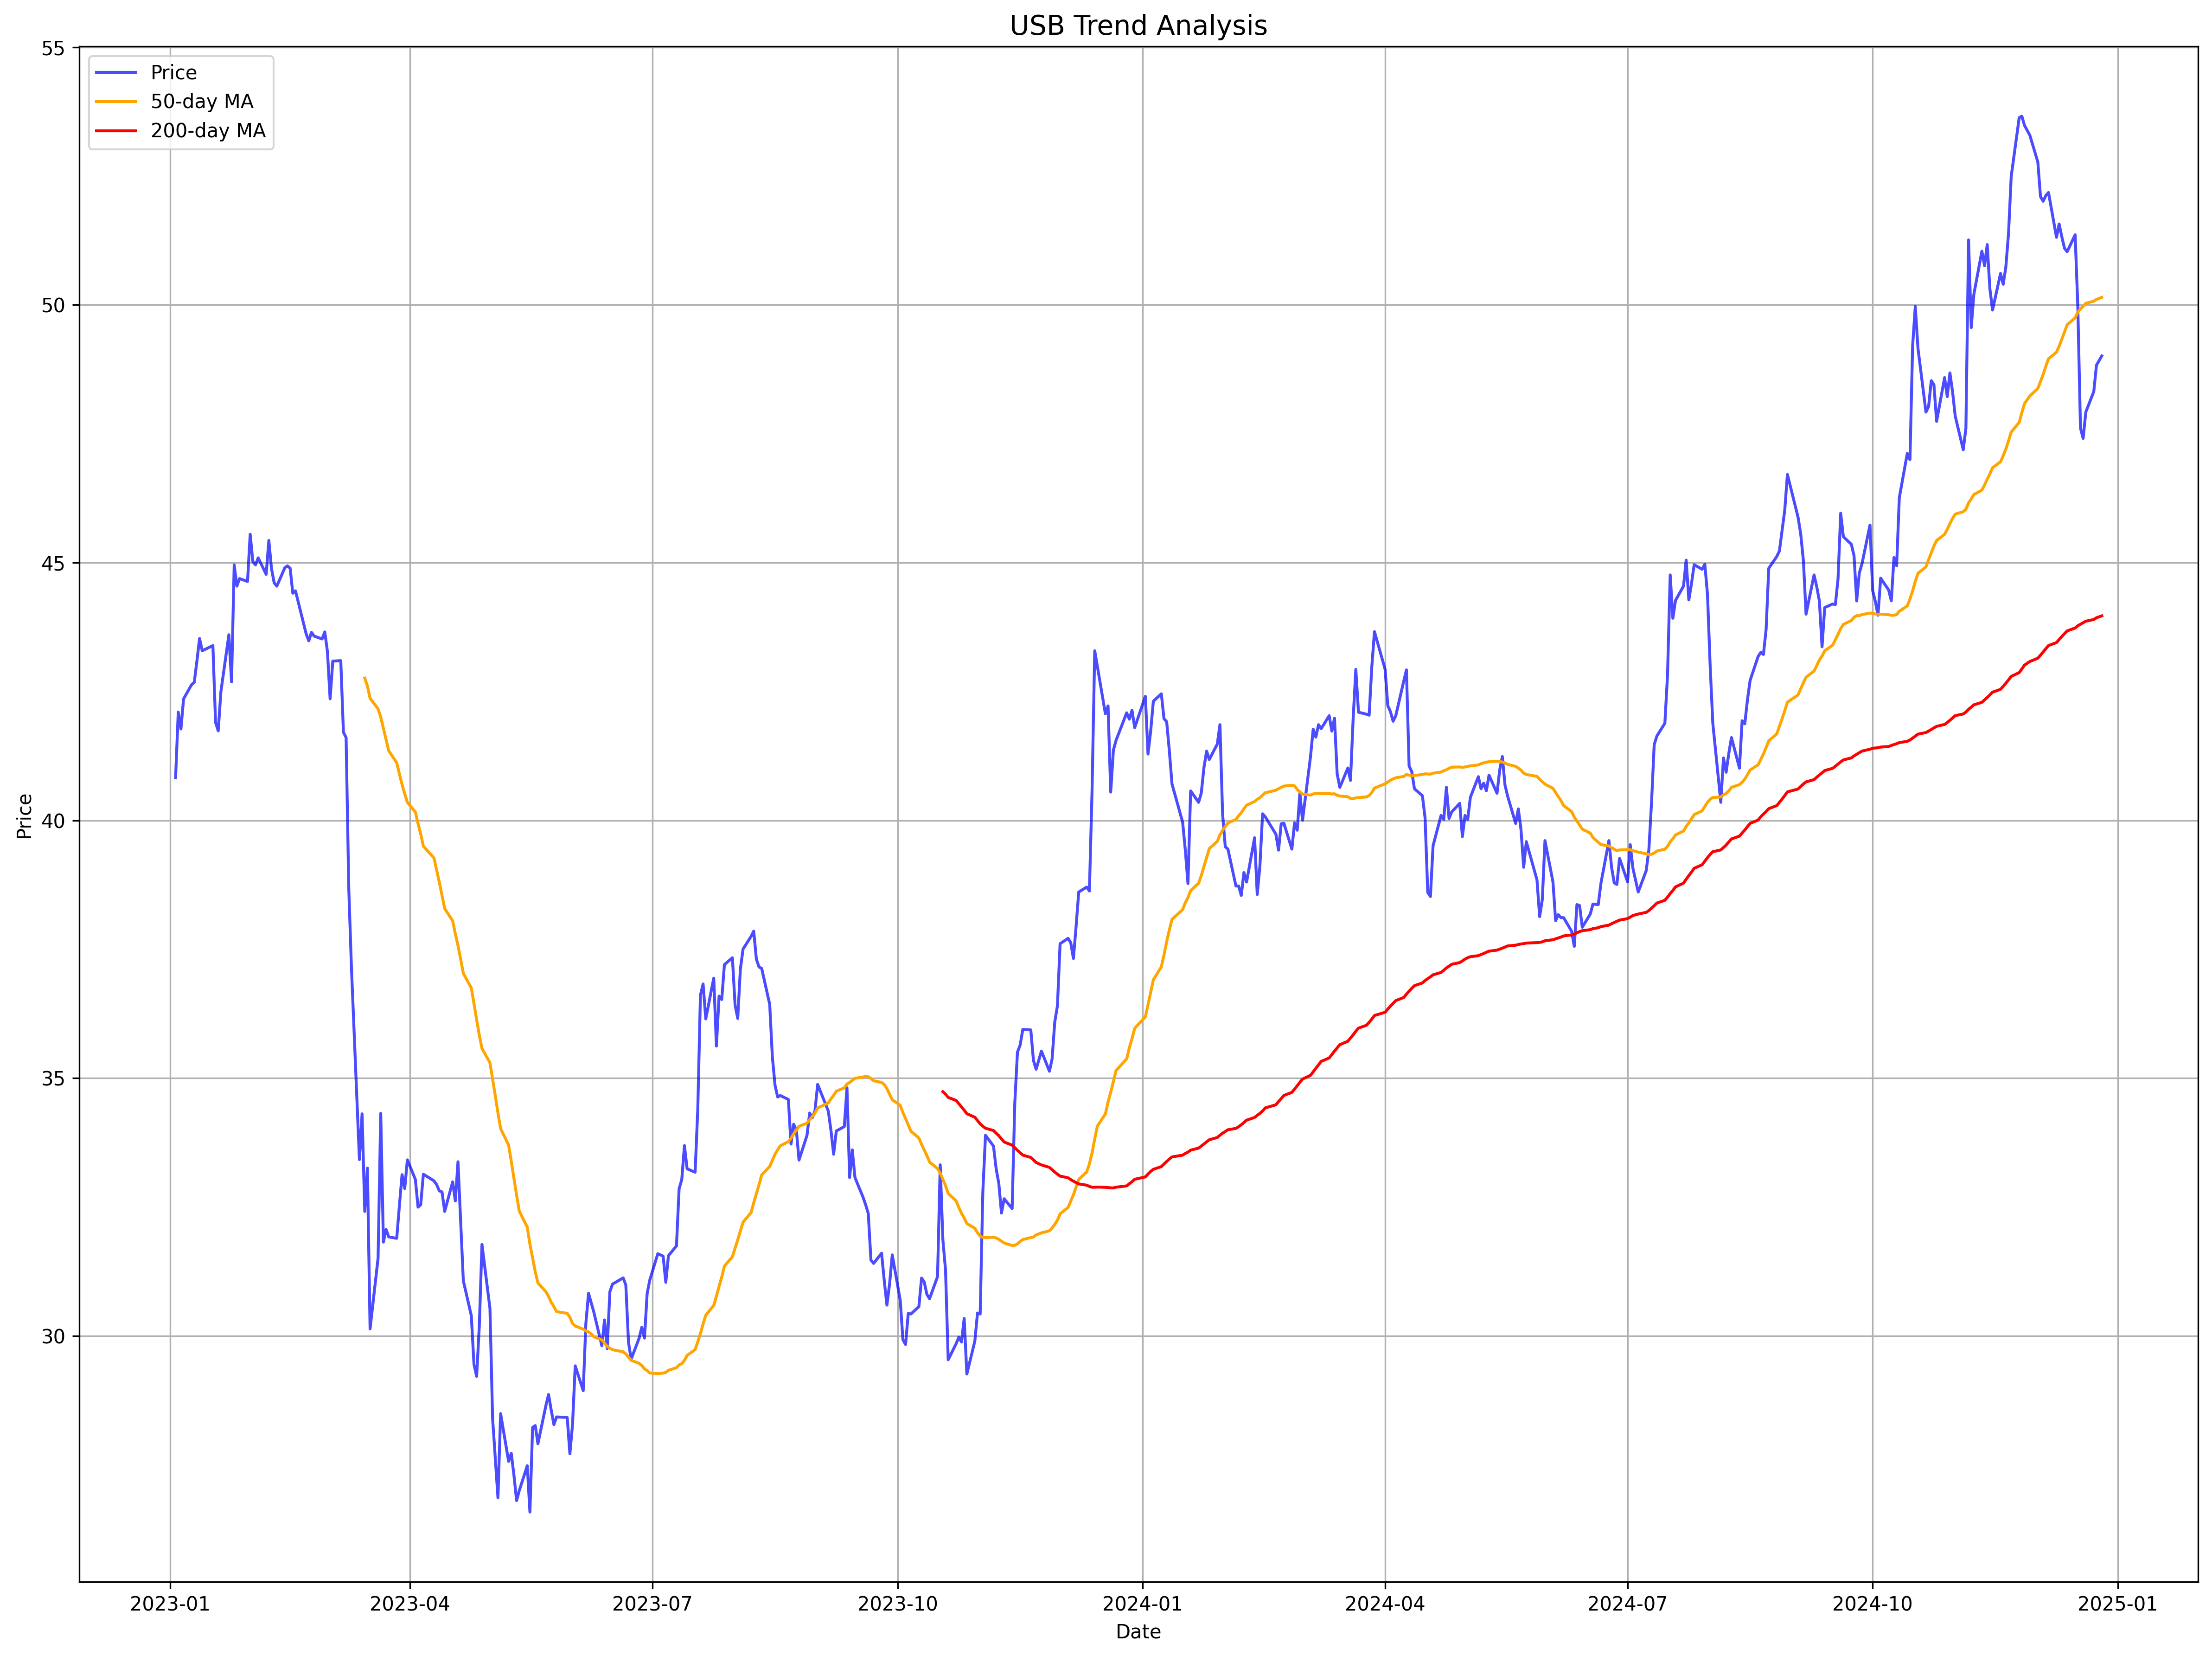 USB Trend Analysis
Price
50-day MA
200-day MA
55
50
45
40
35
30
Price
2023-01
2023-04
2023-07
2023-10
2024-01
2024-04
2024-07
2024-10
2025-01
Date